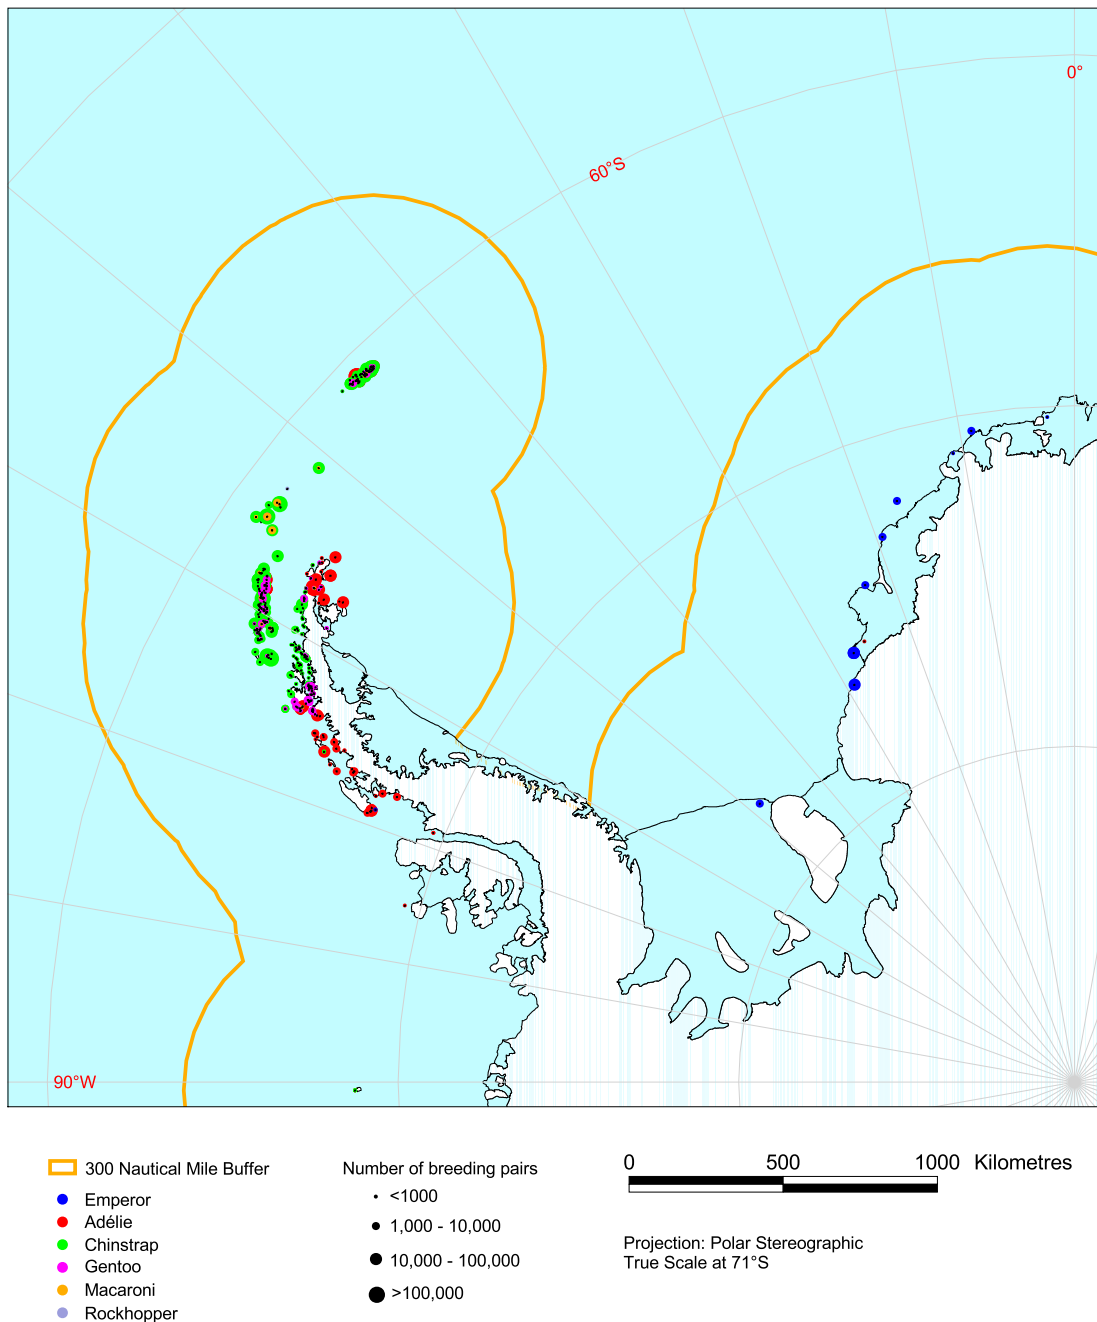 0°
60°S
90°W
300 Nautical Mile Buffer
Emperor
Adélie
Chinstrap
Gentoo
Macaroni
Rockhopper
Number of breeding pairs
<1000
1,000 - 10,000
10,000 - 100,000
>100,000
0 500 1000 Kilometres
Projection: Polar Stereographic
True Scale at 71°S